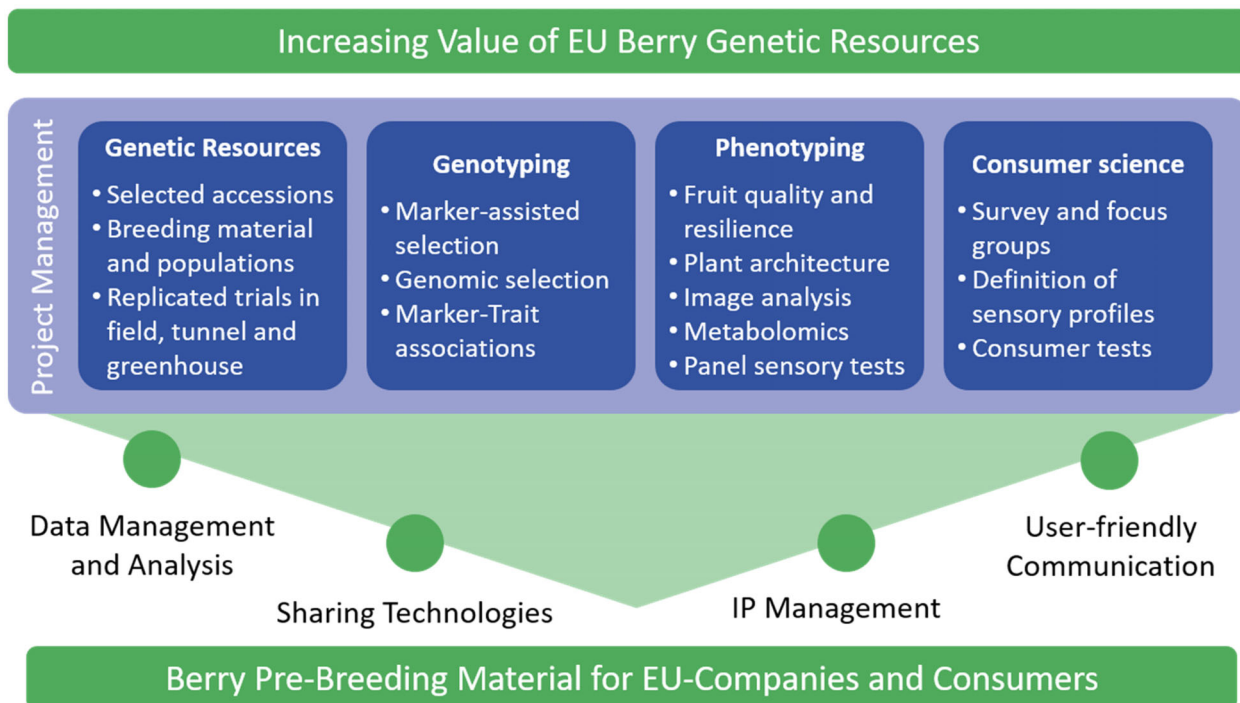 Increasing Value of EU Berry Genetic Resources
Project Management
Genetic Resources
• Selected accessions
• Breeding material
and populations
• Replicated trials in
field, tunnel and
greenhouse
Genotyping
• Marker-assisted
selection
• Genomic selection
• Marker-Trait
associations
Phenotyping
• Fruit quality and
resilience
• Plant architecture
• Image analysis
• Metabolomics
• Panel sensory tests
Consumer science
• Survey and focus
groups
• Definition of
sensory profiles
• Consumer tests
Data Management
and Analysis
Sharing Technologies
IP Management
User-friendly
Communication
Berry Pre-Breeding Material for EU-Companies and Consumers